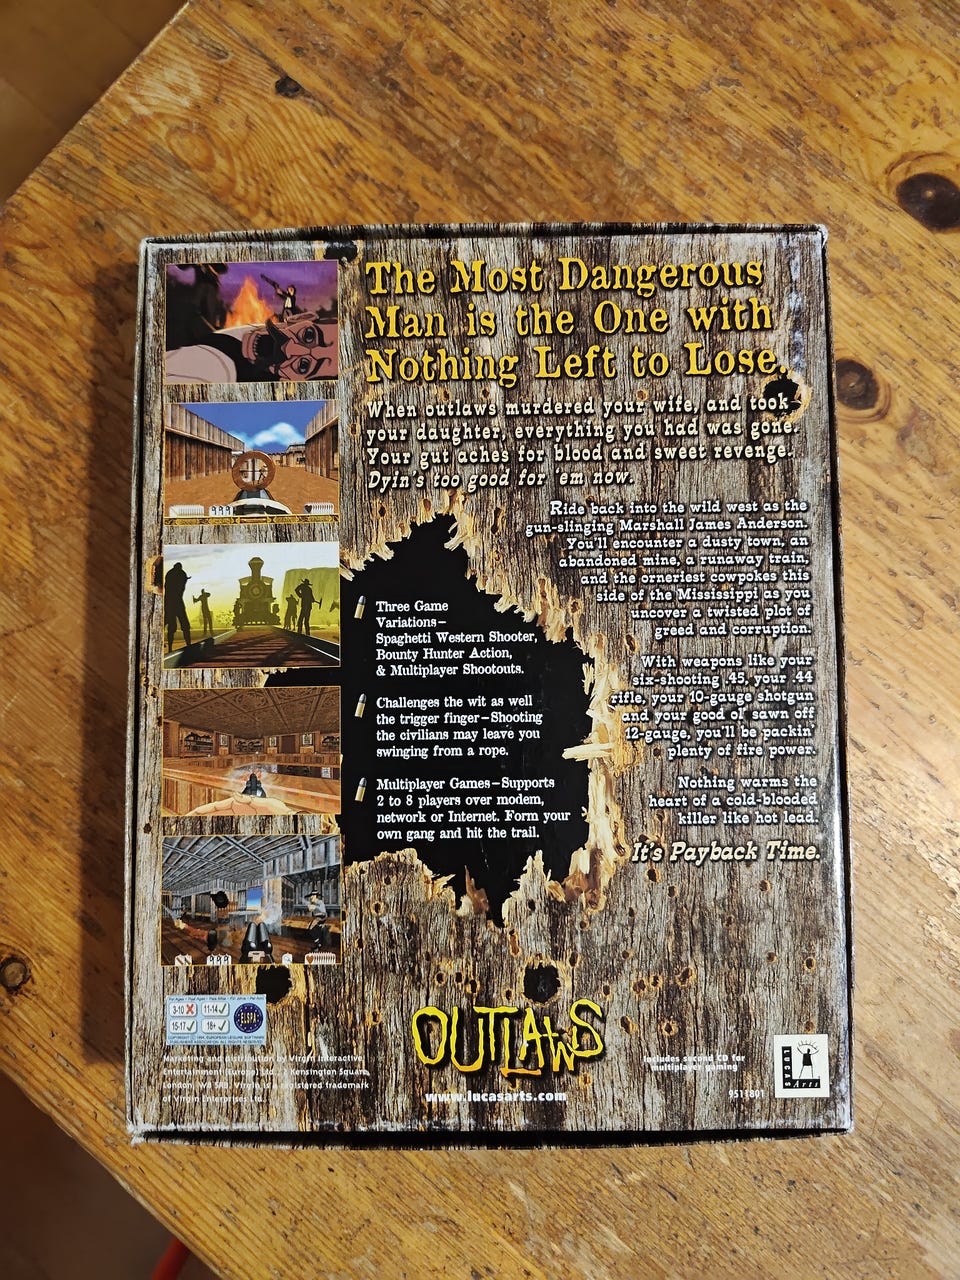 The Most Dangerous
Man is the One with
Nothing Left to Lose.
When outlaws murdered your wife, and took
your daughter, everything you had was gone.
Your gut aches for blood and sweet revenge.
Dyin's too good for 'em now.
Ride back into the wild west as the
gun-slinging Marshall James Anderson.
You'll encounter a dusty town, an
abandoned mine, a runaway train,
and the orneriest cowpokes this
side of the Mississippi as you
uncover a twisted plot of
greed and corruption.
With weapons like your
six-shooting .45, your .44
rifle, your 10-gauge shotgun
and your good ol' sawn off
12-gauge, you'll be packin'
plenty of fire power.
Nothing warms the
heart of a cold-blooded
killer like hot lead.
It's Payback Time.
Three Game
Variations–
Spaghetti Western Shooter,
Bounty Hunter Action,
& Multiplayer Shootouts.
Challenges the wit as well
the trigger finger–Shooting
the civilians may leave you
swinging from a rope.
Multiplayer Games–Supports
2 to 8 players over modem,
network or Internet. Form your
own gang and hit the trail.
3-10 11-14
15-17 18+
ELSPA
Marketing and distribution by Virgin Interactive
Entertainment (Europe) Ltd., 2 Kensington Square,
London, W8 5RB. Virgin is a registered trademark
of Virgin Enterprises Ltd.
OUTLAWS
www.lucasarts.com
Includes second CD for
multiplayer gaming
9511801
LUCAS
Arts